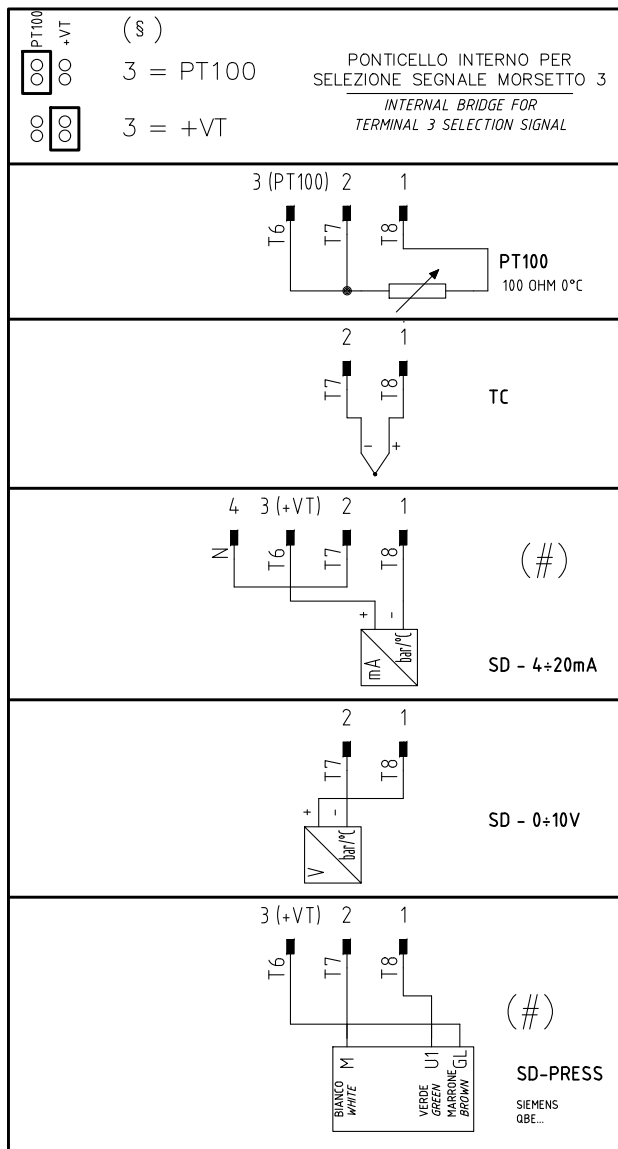 PT100
+VT
(§)
3 = PT100
3 = +VT
PONTICELLO INTERNO PER
SELEZIONE SEGNALE MORSETTO 3
INTERNAL BRIDGE FOR
TERMINAL 3 SELECTION SIGNAL
3 (PT100) 2 1
T6 T7 T8
PT100
100 OHM 0°C
2 1
T7 T8
TC
- +
4 3 (+VT) 2 1
N T6 T7 T8
(#)
+ -
mA bar/°C
SD - 4÷20mA
2 1
T7 T8
+ -
V bar/°C
SD - 0÷10V
3 (+VT) 2 1
T6 T7 T8
(#)
M U1 GL
BIANCO
WHITE
VERDE
GREEN
MARRONE
BROWN
SD-PRESS
SIEMENS
QBE...